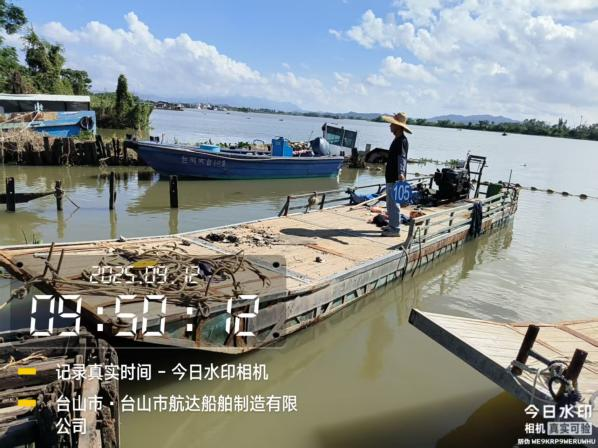 105
2025.09.12
09:50:12
记录真实时间 - 今日水印相机
台山市·台山市航达船舶制造有限
公司
今日水印
相机 真实可验
防伪 WE9KRP9WERUWHU